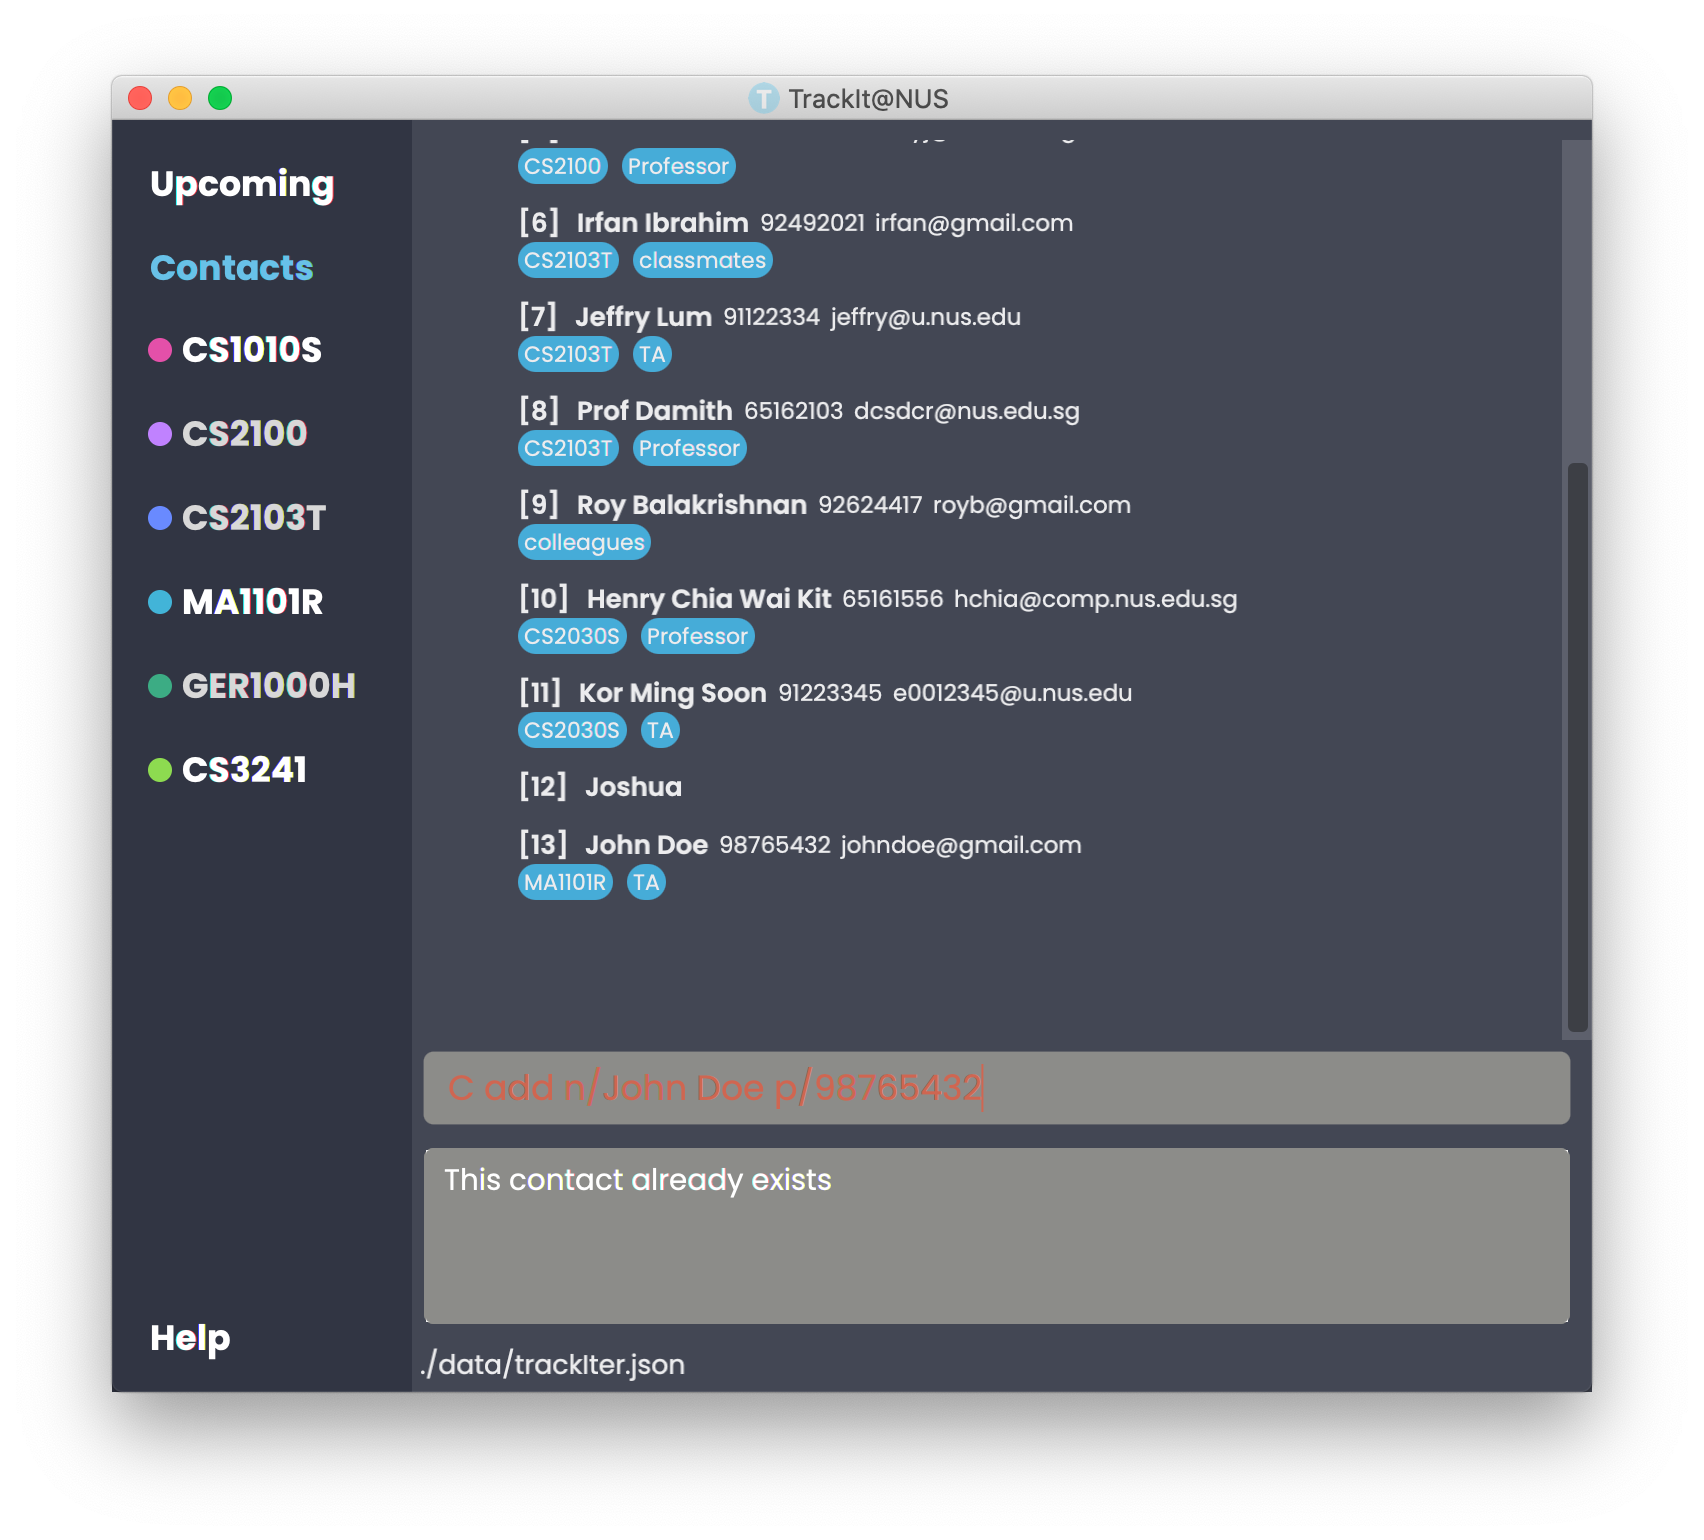 TrackIt@NUS
Upcoming
Contacts
CS1010S
CS2100
CS2103T
MA1101R
GER1000H
CS3241
Help
CS2100 Professor
[6] Irfan Ibrahim 92492021 irfan@gmail.com
CS2103T classmates
[7] Jeffry Lum 91122334 jeffry@u.nus.edu
CS2103T TA
[8] Prof Damith 65162103 dcsdcr@nus.edu.sg
CS2103T Professor
[9] Roy Balakrishnan 92624417 royb@gmail.com
colleagues
[10] Henry Chia Wai Kit 65161556 hchia@comp.nus.edu.sg
CS2030S Professor
[11] Kor Ming Soon 91223345 e0012345@u.nus.edu
CS2030S TA
[12] Joshua
[13] John Doe 98765432 johndoe@gmail.com
MA1101R TA
C add n/John Doe p/98765432
This contact already exists
./data/trackIter.json